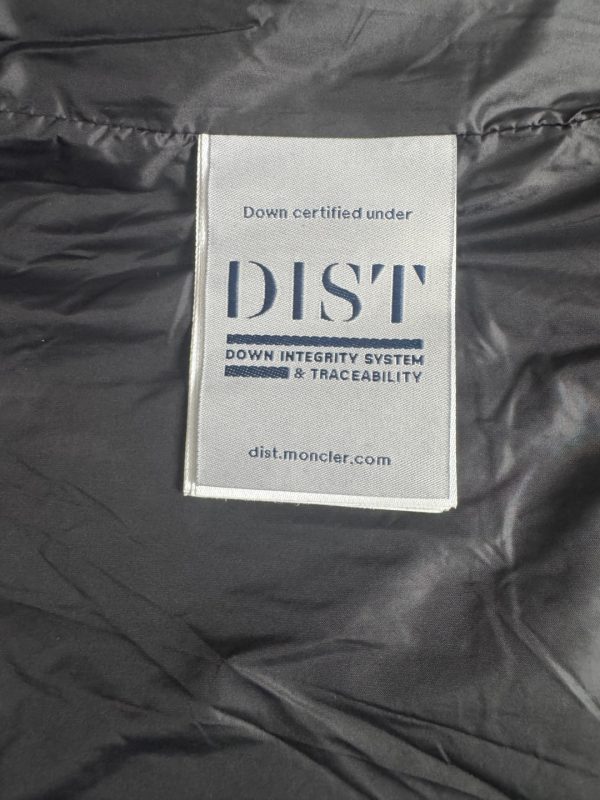 Down certified under
DIST
DOWN INTEGRITY SYSTEM
& TRACEABILITY
dist.moncler.com